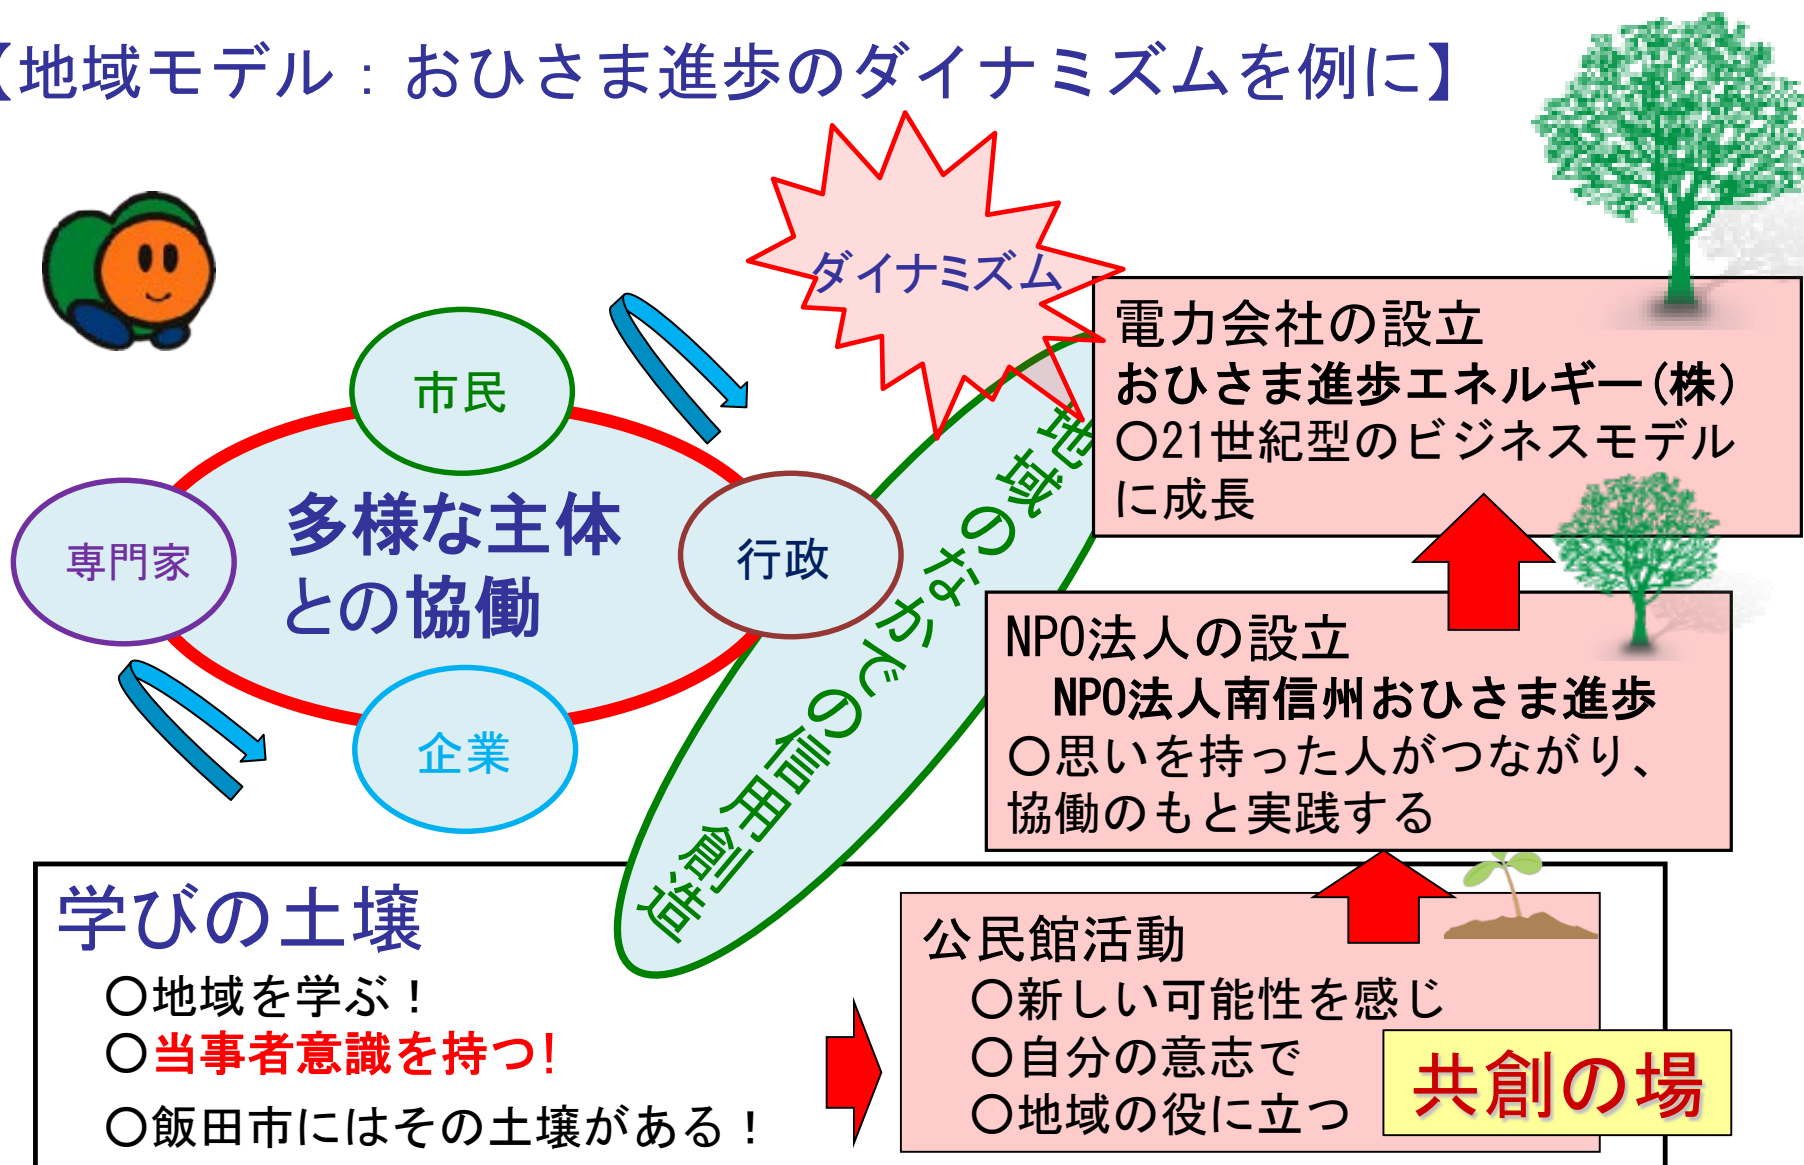 【地域モデル：おひさま進歩のダイナミズムを例に】
ダイナミズム
市民
専門家
多様な主体
との協働
行政
企業
地域のなかでの信用創造
電力会社の設立
おひさま進歩エネルギー(株)
○21世紀型のビジネスモデル
に成長
NPO法人の設立
NPO法人南信州おひさま進歩
○思いを持った人がつながり、
協働のもと実践する
学びの土壌
○地域を学ぶ！
○当事者意識を持つ!
○飯田市にはその土壌がある！
公民館活動
○新しい可能性を感じ
○自分の意志で
○地域の役に立つ
共創の場